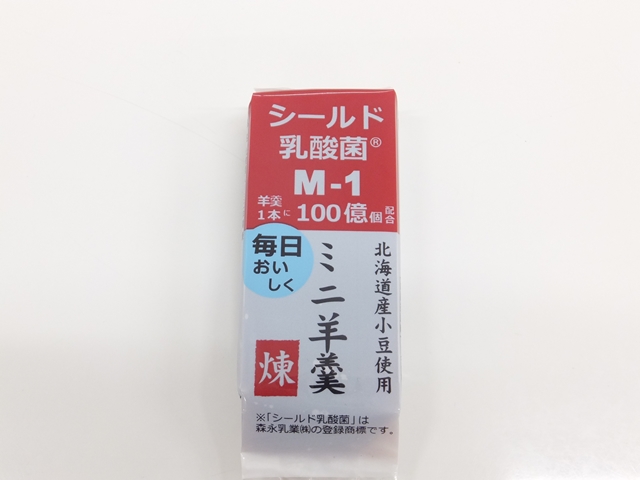 シールド
乳酸菌®
M-1
羊羹
1本に 100億個配合
毎日
おいしく
ミニ羊羹
煉
北海道産小豆使用
※「シールド乳酸菌」は
森永乳業㈱の登録商標です。